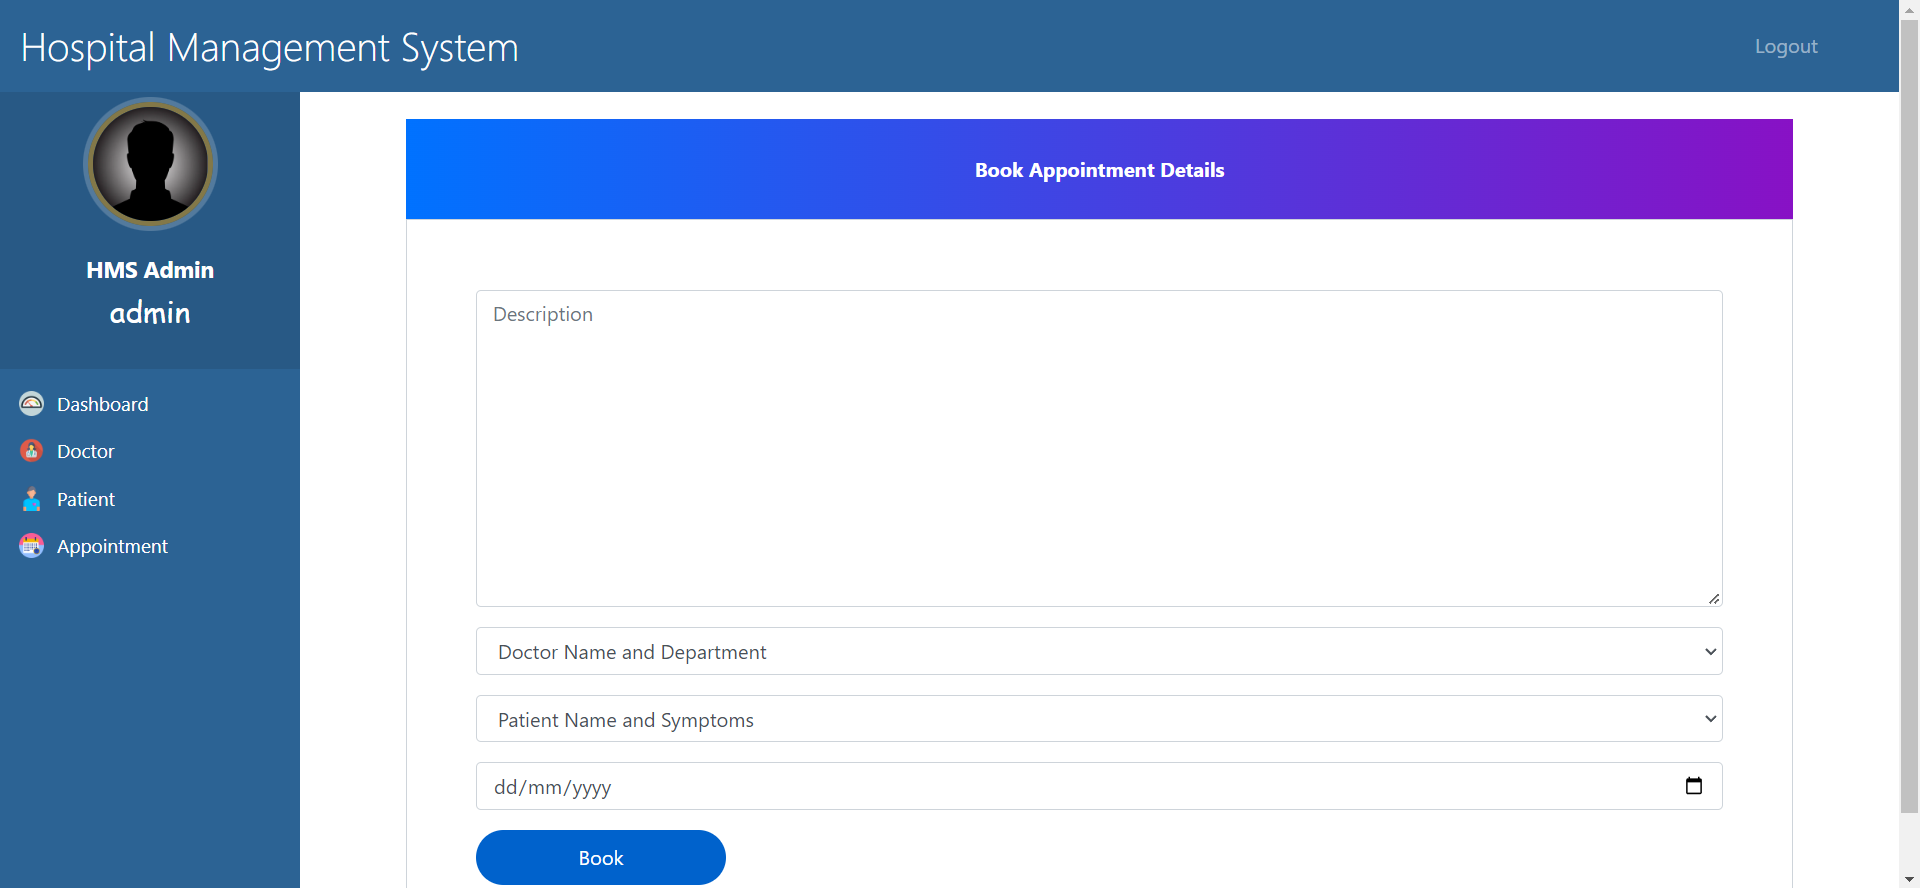 Hospital Management System
Logout
HMS Admin
admin
Dashboard
Doctor
Patient
Appointment
Book Appointment Details
Description
Doctor Name and Department
Patient Name and Symptoms
dd/mm/yyyy
Book